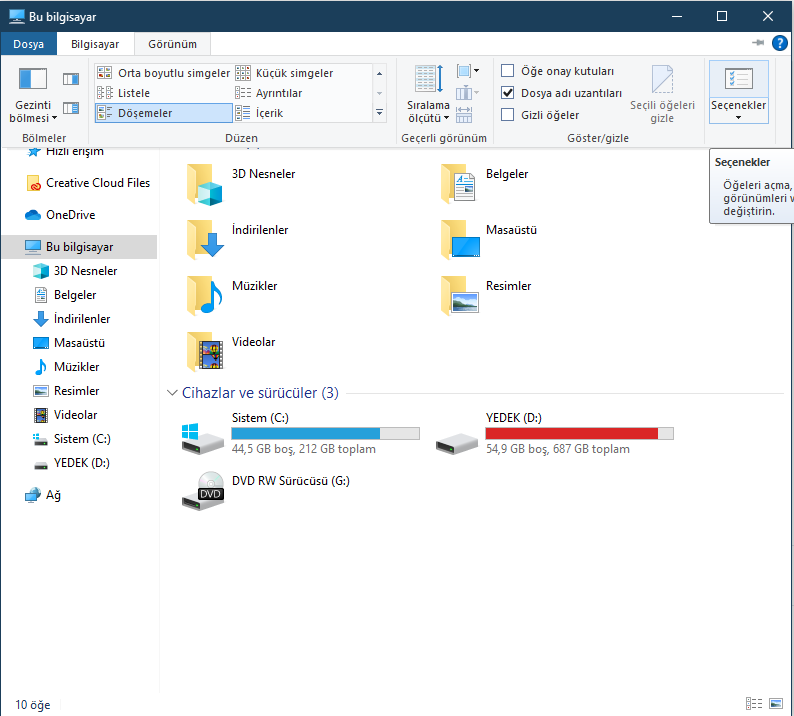 Bu bilgisayar
Dosya
Bilgisayar
Görünüm
Gezinti
bölmesi
Bölmeler
Orta boyutlu simgeler
Küçük simgeler
Listele
Ayrıntılar
Döşemeler
İçerik
Düzen
Sıralama
ölçütü
Geçerli görünüm
Öğe onay kutuları
Dosya adı uzantıları
Gizli öğeler
Seçili öğeleri
gizle
Göster/gizle
Seçenekler
Seçenekler
Öğeleri açma,
görünümleri v
değiştirin.
Hızlı erişim
Creative Cloud Files
OneDrive
Bu bilgisayar
3D Nesneler
Belgeler
İndirilenler
Masaüstü
Müzikler
Resimler
Videolar
Sistem (C:)
YEDEK (D:)
Ağ
3D Nesneler
Belgeler
İndirilenler
Masaüstü
Müzikler
Resimler
Videolar
Cihazlar ve sürücüler (3)
Sistem (C:)
44,5 GB boş, 212 GB toplam
YEDEK (D:)
54,9 GB boş, 687 GB toplam
DVD
DVD RW Sürücüsü (G:)
10 öğe